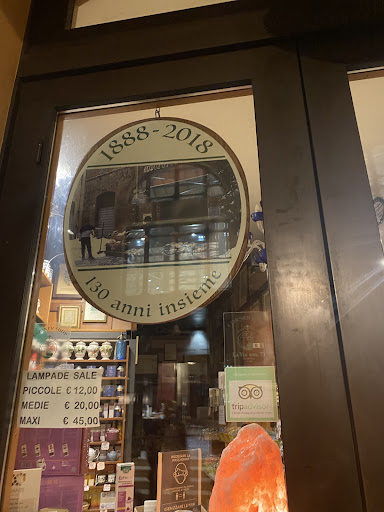 1888-2018
130 anni insieme
LAMPADE SALE
PICCOLE € 12,00
MEDIE € 20,00
MAXI € 45,00
tripadvisor